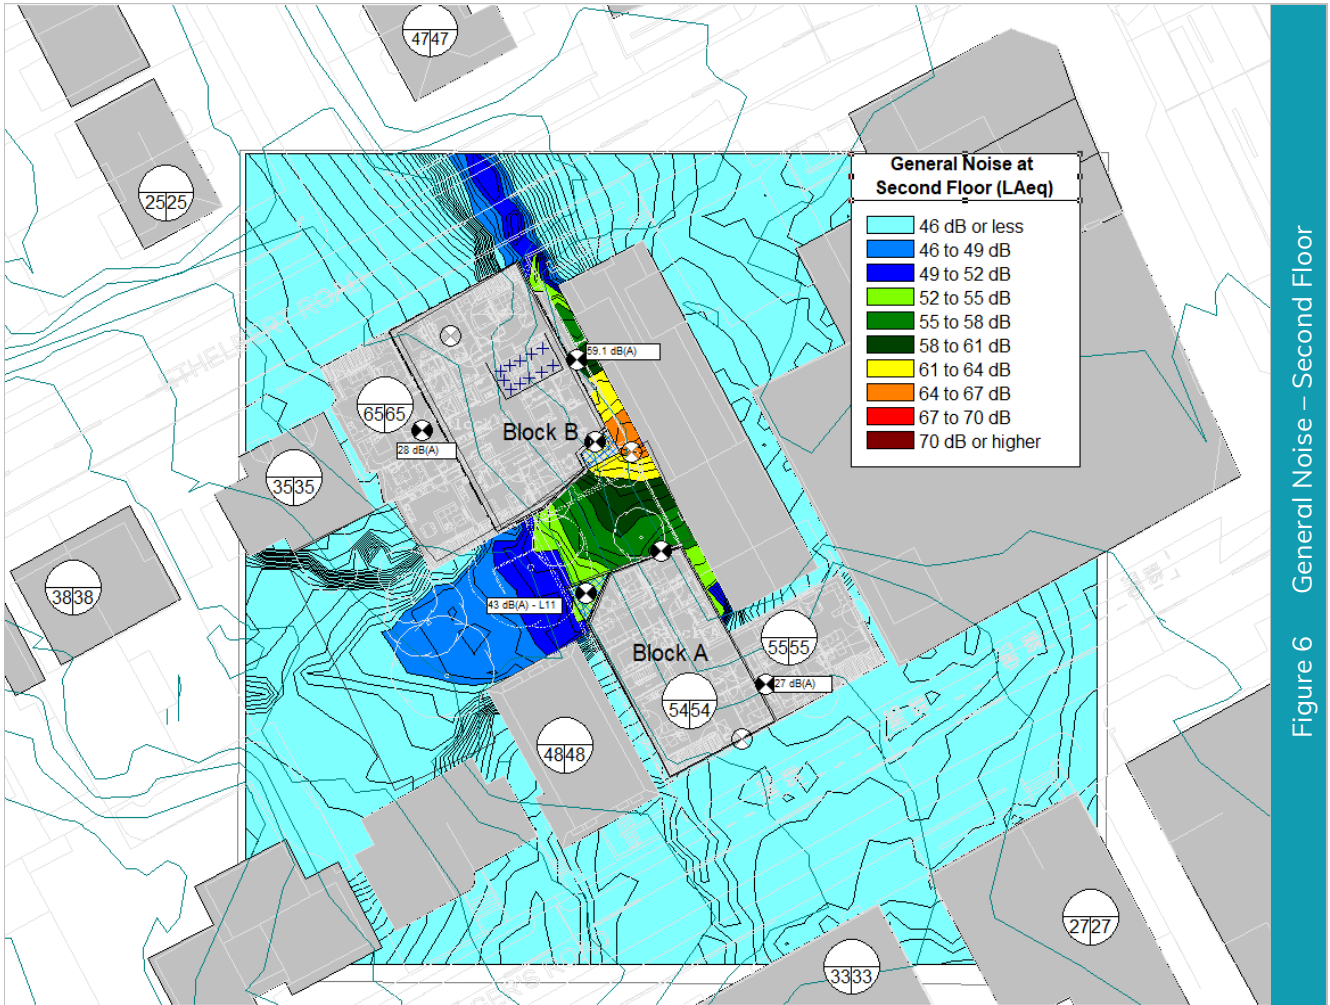 4747
2525
General Noise at
Second Floor (LAeq)
46 dB or less
46 to 49 dB
49 to 52 dB
52 to 55 dB
55 to 58 dB
58 to 61 dB
61 to 64 dB
64 to 67 dB
67 to 70 dB
70 dB or higher
ETHELBERT ROAD
59.1 dB(A)
6565
Block B
28 dB(A)
3535
3838
43 dB(A) - L11
Block A
5555
27 dB(A)
5454
4848
2727
3333
Figure 6 General Noise – Second Floor